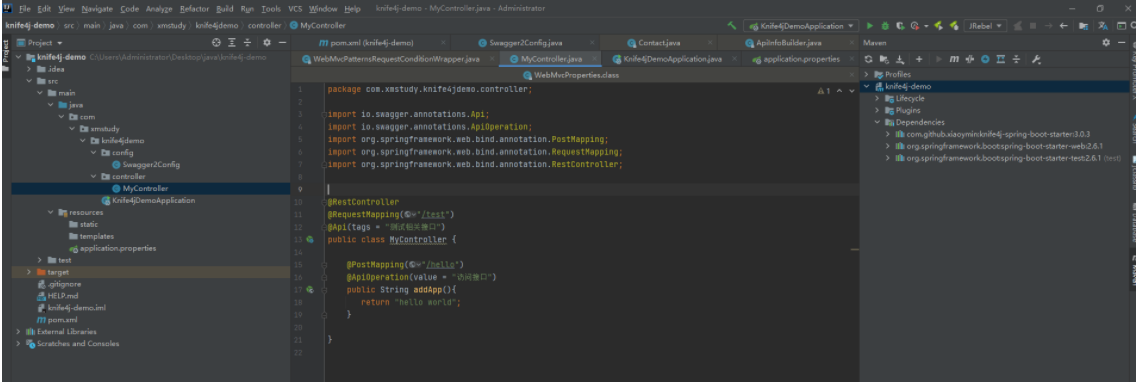 File Edit View Navigate Code Analyze Refactor Build Run Tools VCS Window Help knife4j-demo - MyController.java - Administrator
knife4j-demo src main java com xmstudy knife4jdemo controller MyController
Knife4jDemoApplication JRebel
Project
knife4j-demo C:\Users\Administrator\Desktop\java\knife4j-demo
.idea
src
main
java
com
xmstudy
knife4jdemo
config
Swagger2Config
controller
MyController
Knife4jDemoApplication
resources
static
templates
application.properties
test
target
.gitignore
HELP.md
knife4j-demo.iml
pom.xml
External Libraries
Scratches and Consoles
pom.xml (knife4j-demo) Swagger2Config.java Contact.java ApiInfoBuilder.java
WebMvcPatternsRequestConditionWrapper.java MyController.java Knife4jDemoApplication.java application.properties
WebMvcProperties.class
1 package com.xmstudy.knife4jdemo.controller;
2
3 import io.swagger.annotations.Api;
4 import io.swagger.annotations.ApiOperation;
5 import org.springframework.web.bind.annotation.PostMapping;
6 import org.springframework.web.bind.annotation.RequestMapping;
7 import org.springframework.web.bind.annotation.RestController;
8
9
10 @RestController
11 @RequestMapping("/test")
12 @Api(tags = "测试相关接口")
13 public class MyController {
14
15 @PostMapping("/hello")
16 @ApiOperation(value = "访问接口")
17 public String addApp(){
18 return "hello world";
19 }
20
21 }
22
1
Maven
Profiles
knife4j-demo
Lifecycle
Plugins
Dependencies
com.github.xiaoymin:knife4j-spring-boot-starter:3.0.3
org.springframework.boot:spring-boot-starter-web:2.6.1
org.springframework.boot:spring-boot-starter-test:2.6.1 (test)
Project